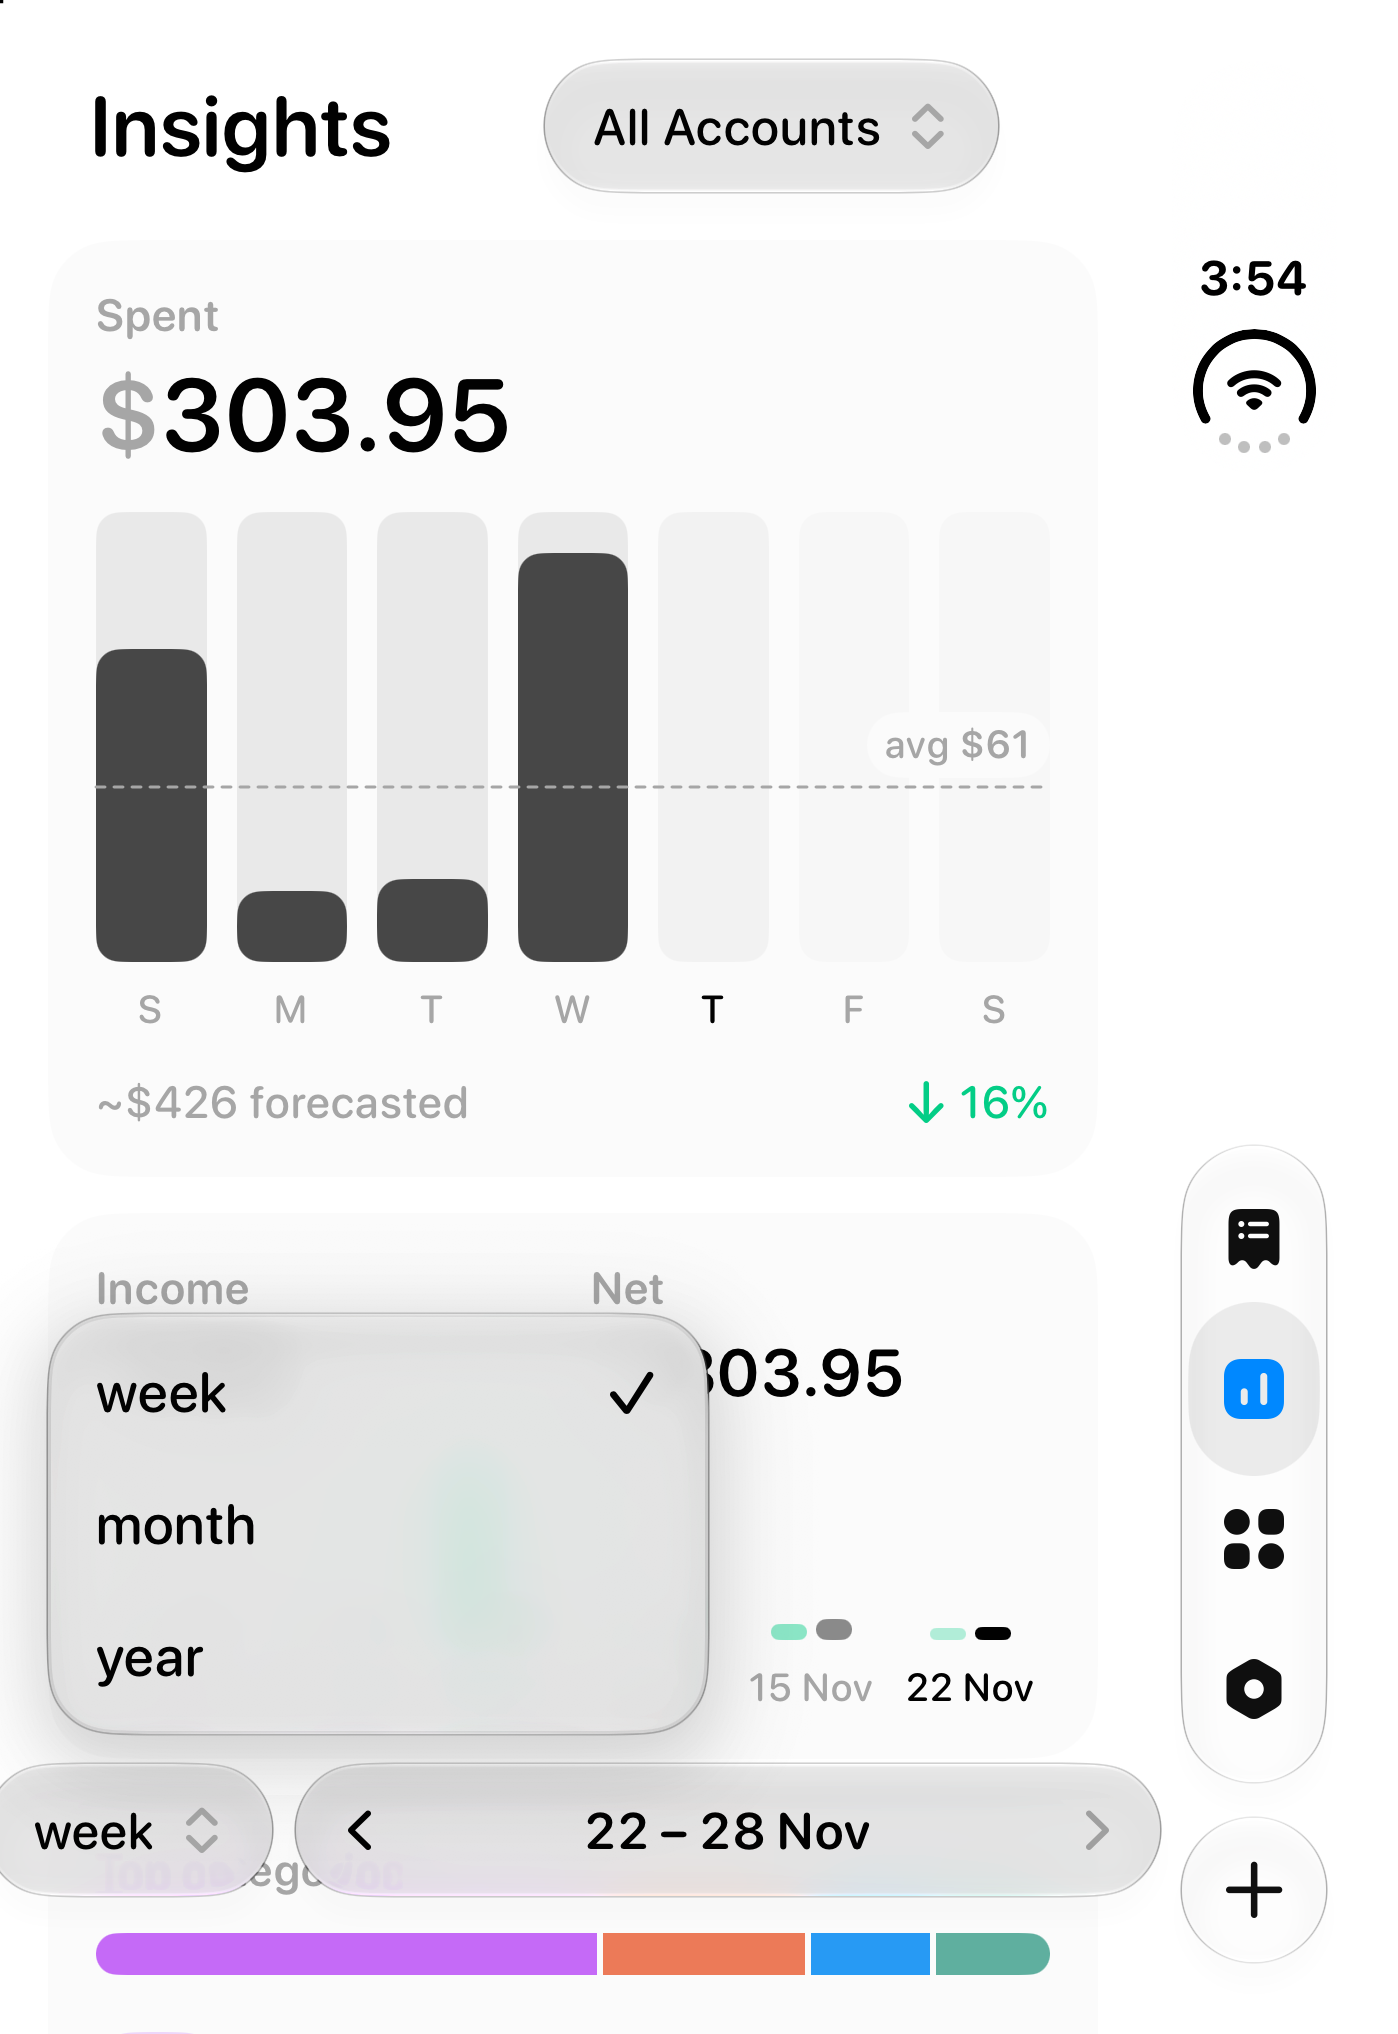 Insights
All Accounts
3:54
Spent
$303.95
avg $61
S M T W T F S
~$426 forecasted
16%
Income
Net
03.95
week
month
year
15 Nov
22 Nov
week
22 – 28 Nov